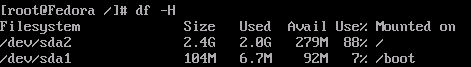 [root@Fedora /]# df -H
Filesystem Size Used Avail Use% Mounted on
/dev/sda2 2.4G 2.0G 279M 88% /
/dev/sda1 104M 6.7M 92M 7% /boot